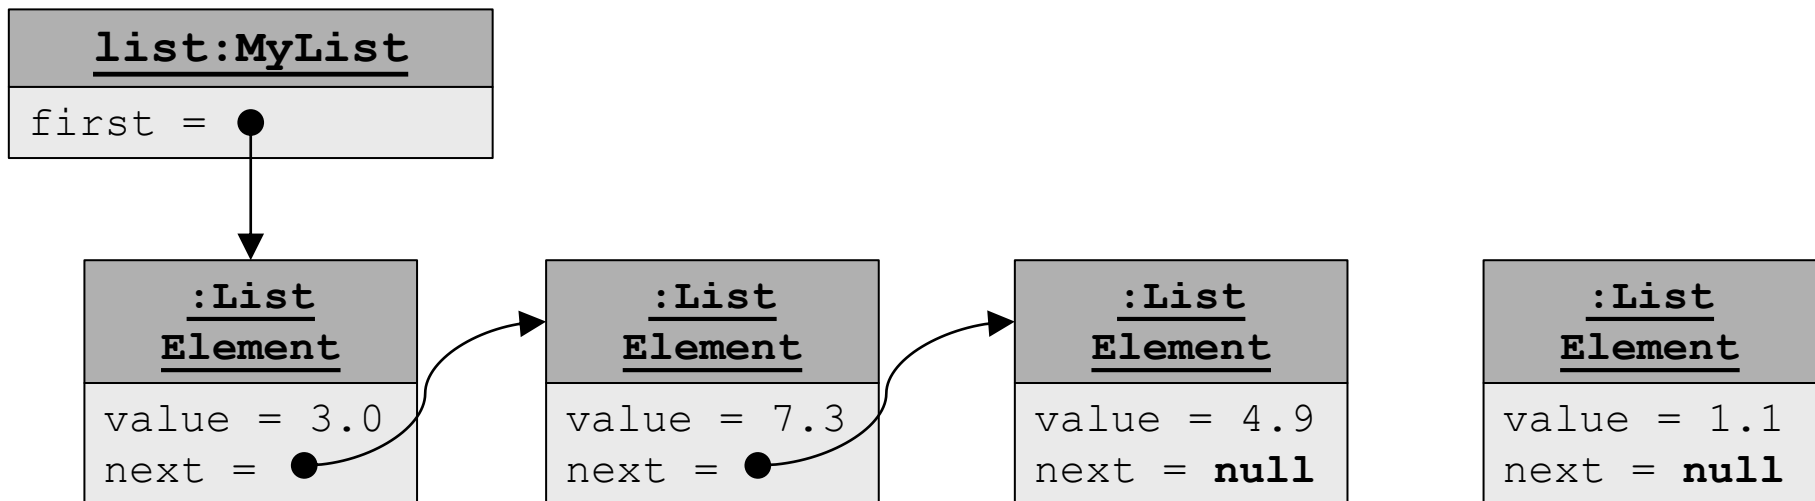 list:MyList
first =
:List
Element
value = 3.0
next =
:List
Element
value = 7.3
next =
:List
Element
value = 4.9
next = null
:List
Element
value = 1.1
next = null